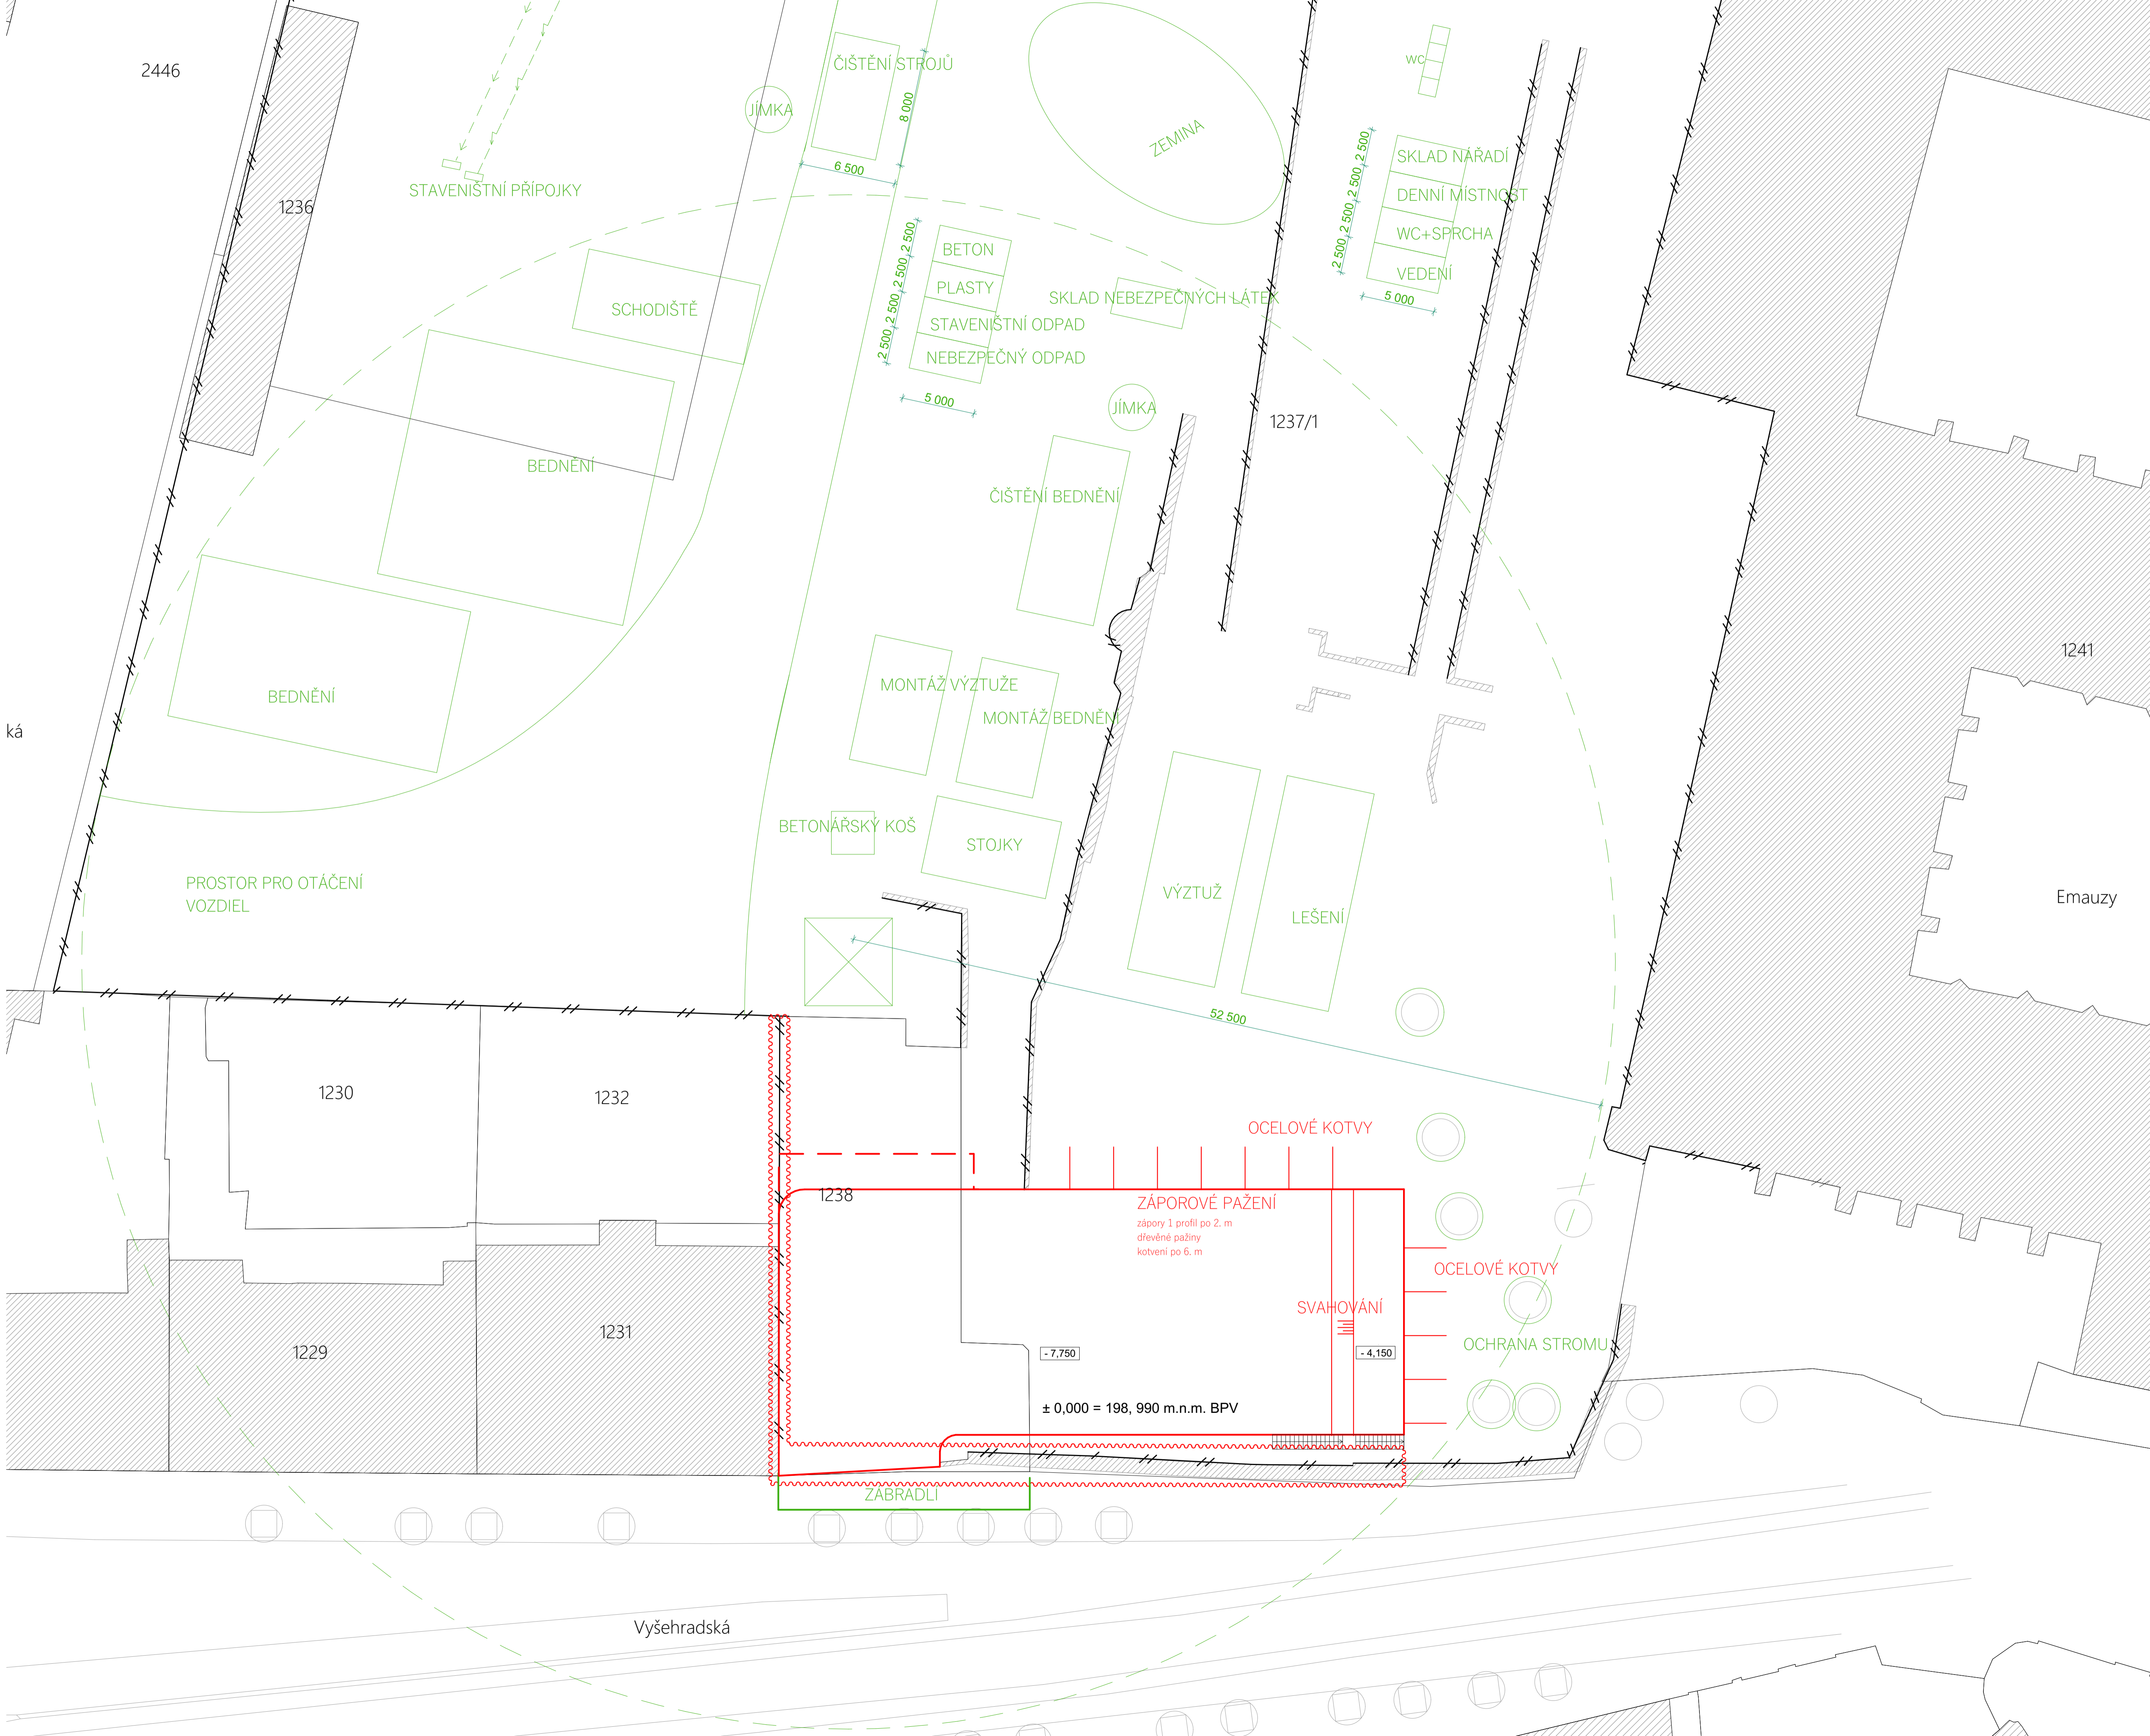 2446
ČIŠTĚNÍ STROJŮ
WC
JÍMKA
8 000
ZEMINA
6 500
2 500
2 500
2 500
2 500
SKLAD NÁŘADÍ
DENNÍ MÍSTNOST
WC+SPRCHA
VEDENÍ
5 000
STAVENIŠTNÍ PŘÍPOJKY
1236
2 500
2 500
2 500
2 500
BETON
PLASTY
STAVENIŠTNÍ ODPAD
NEBEZPEČNÝ ODPAD
5 000
SKLAD NEBEZPEČNÝCH LÁTEK
SCHODIŠTĚ
JÍMKA
1237/1
BEDNĚNÍ
ČIŠTĚNÍ BEDNĚNÍ
1241
BEDNĚNÍ
MONTÁŽ VÝZTUŽE
MONTÁŽ BEDNĚNÍ
ká
BETONÁŘSKÝ KOŠ
STOJKY
PROSTOR PRO OTÁČENÍ
VOZDIEL
VÝZTUŽ
LEŠENÍ
Emauzy
52 500
1230
1232
OCELOVÉ KOTVY
1238
ZÁPOROVÉ PAŽENÍ
zápory 1 profil po 2. m
dřevěné pažiny
kotvení po 6. m
OCELOVÉ KOTVY
SVAHOVÁNÍ
1231
1229
- 7,750
- 4,150
OCHRANA STROMU
± 0,000 = 198, 990 m.n.m. BPV
ZÁBRADLÍ
Vyšehradská